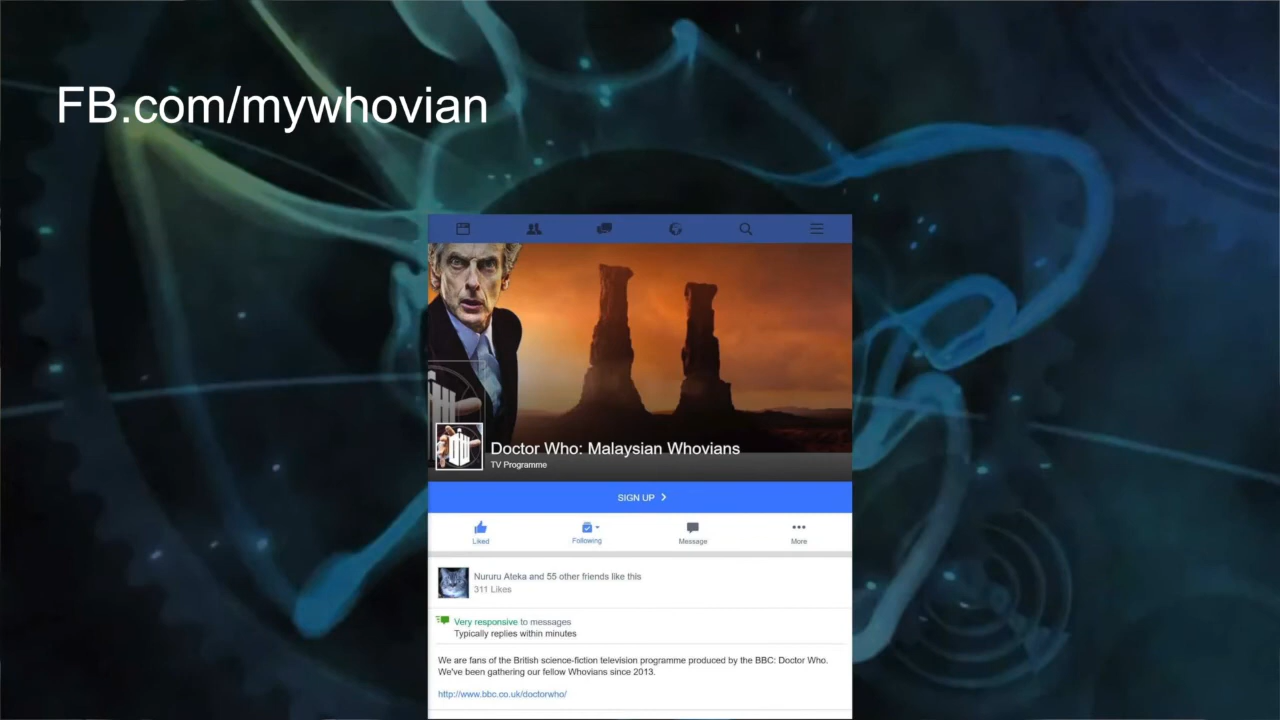 FB.com/mywhovian
Doctor Who: Malaysian Whovians
TV Programme
SIGN UP
Liked
Following
Message
More
Nururu Ateka and 55 other friends like this
311 Likes
Very responsive to messages
Typically replies within minutes
We are fans of the British science-fiction television programme produced by the BBC: Doctor Who.
We've been gathering our fellow Whovians since 2013.
http://www.bbc.co.uk/doctorwho/